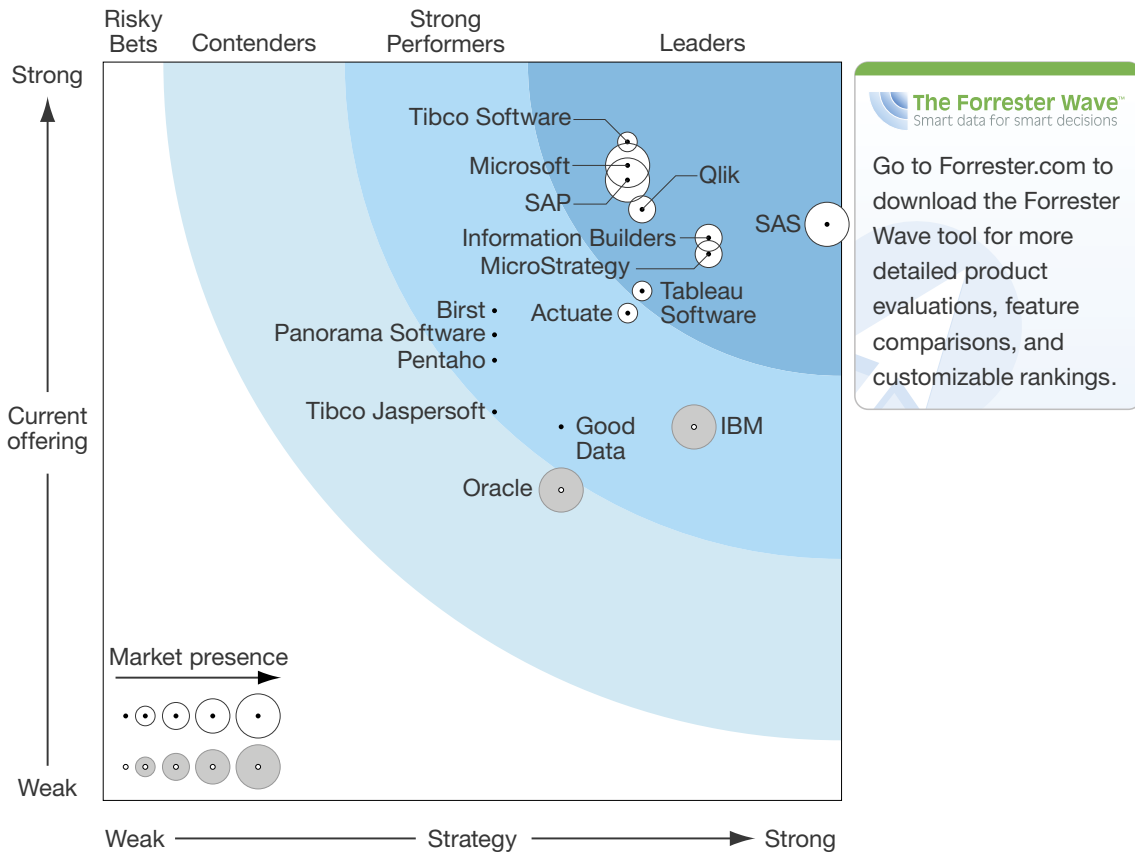 Risky
Bets
Contenders
Strong
Performers
Leaders
Strong
Tibco Software
Microsoft
SAP
Qlik
SAS
Information Builders
MicroStrategy
Tableau
Software
Actuate
Birst
Panorama Software
Pentaho
Tibco Jaspersoft
Good
Data
IBM
Oracle
Current
offering
Market presence
Weak
Weak
Strategy
Strong
The Forrester Wave™
Smart data for smart decisions
Go to Forrester.com to
download the Forrester
Wave tool for more
detailed product
evaluations, feature
comparisons, and
customizable rankings.